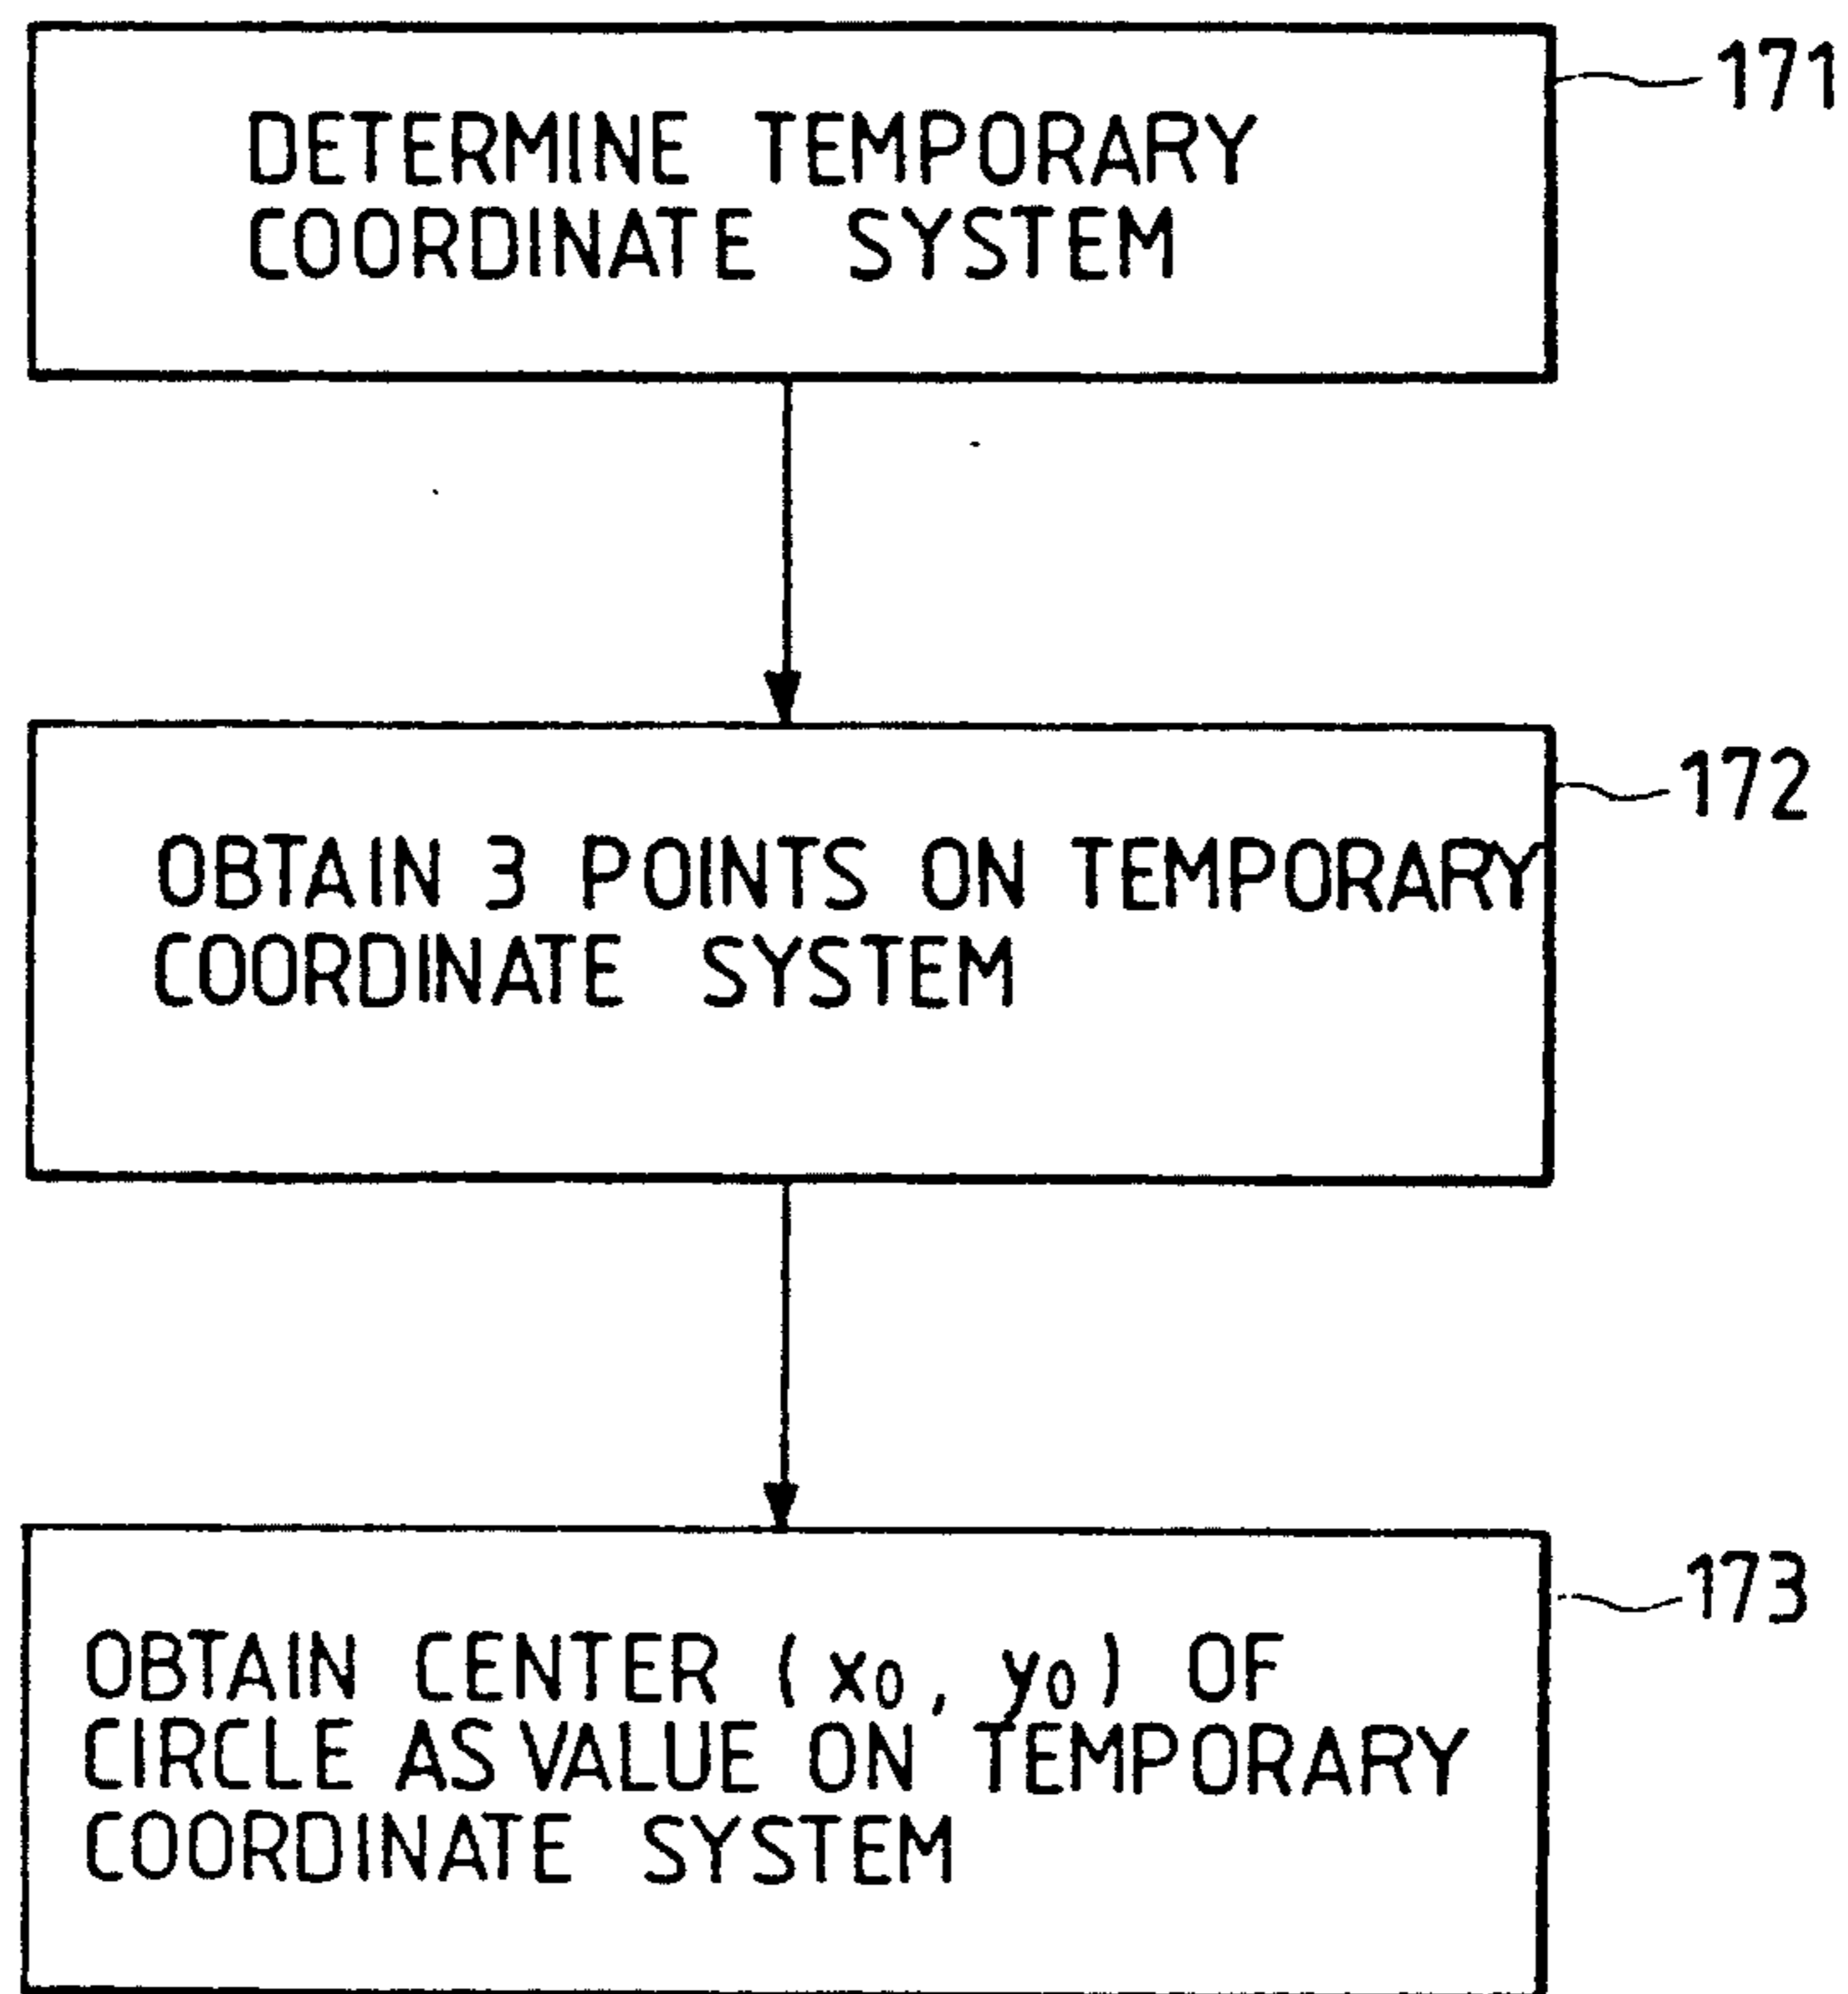 171
DETERMINE TEMPORARY
COORDINATE SYSTEM
172
OBTAIN 3 POINTS ON TEMPORARY
COORDINATE SYSTEM
173
OBTAIN CENTER (x0, y0) OF
CIRCLE AS VALUE ON TEMPORARY
COORDINATE SYSTEM